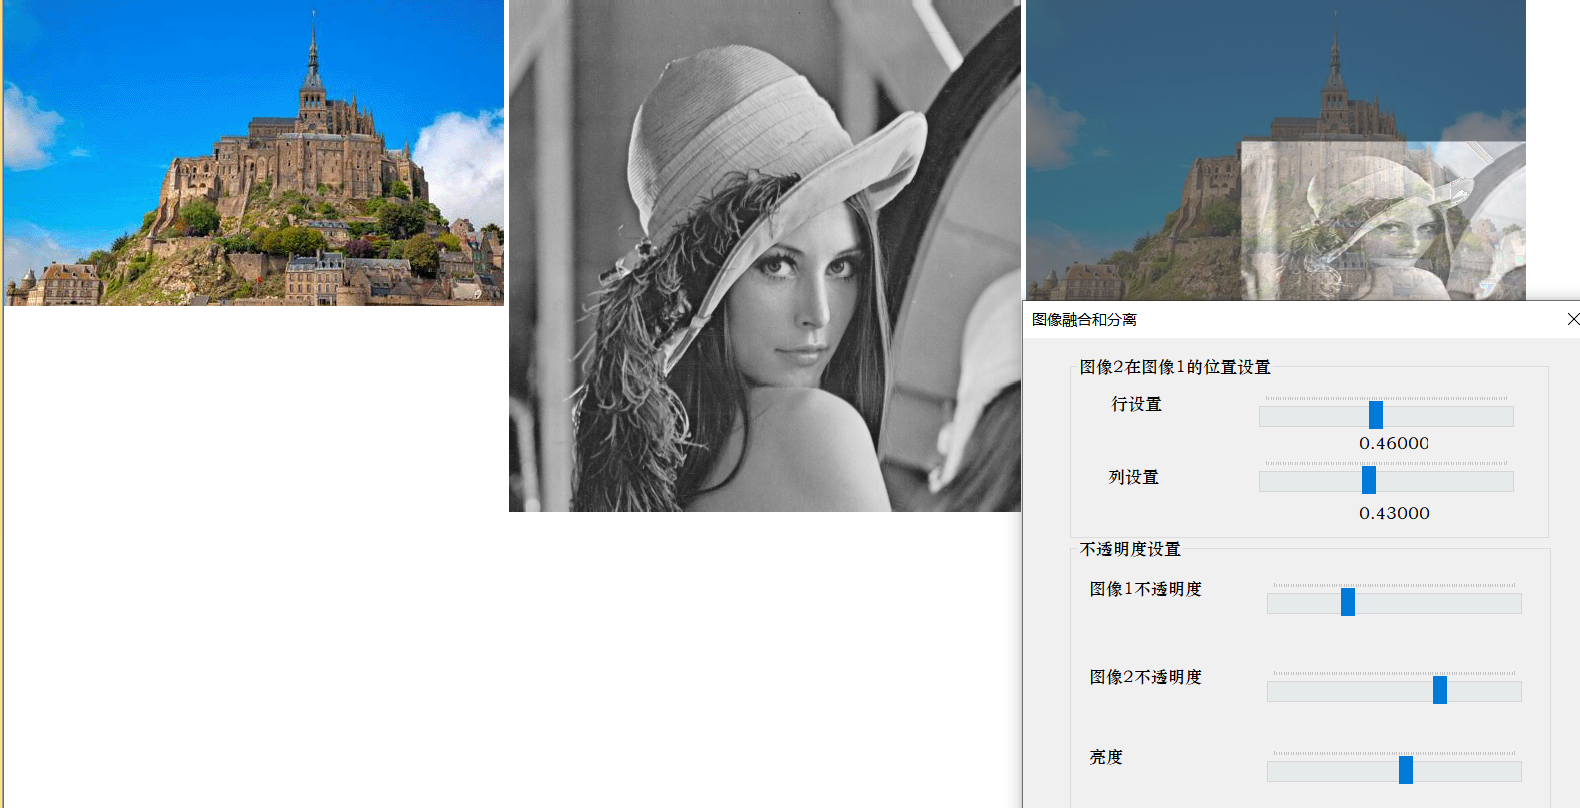 图像融合和分离
图像2在图像1的位置设置
行设置
0.46000
列设置
0.43000
不透明度设置
图像1不透明度
图像2不透明度
亮度